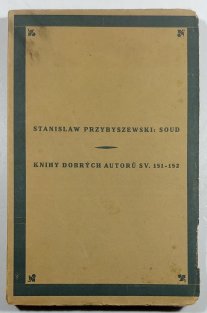 STANISLAW PRZYBYSZEWSKI: SOUD
KNIHY DOBRÝCH AUTORŮ SV. 151-152